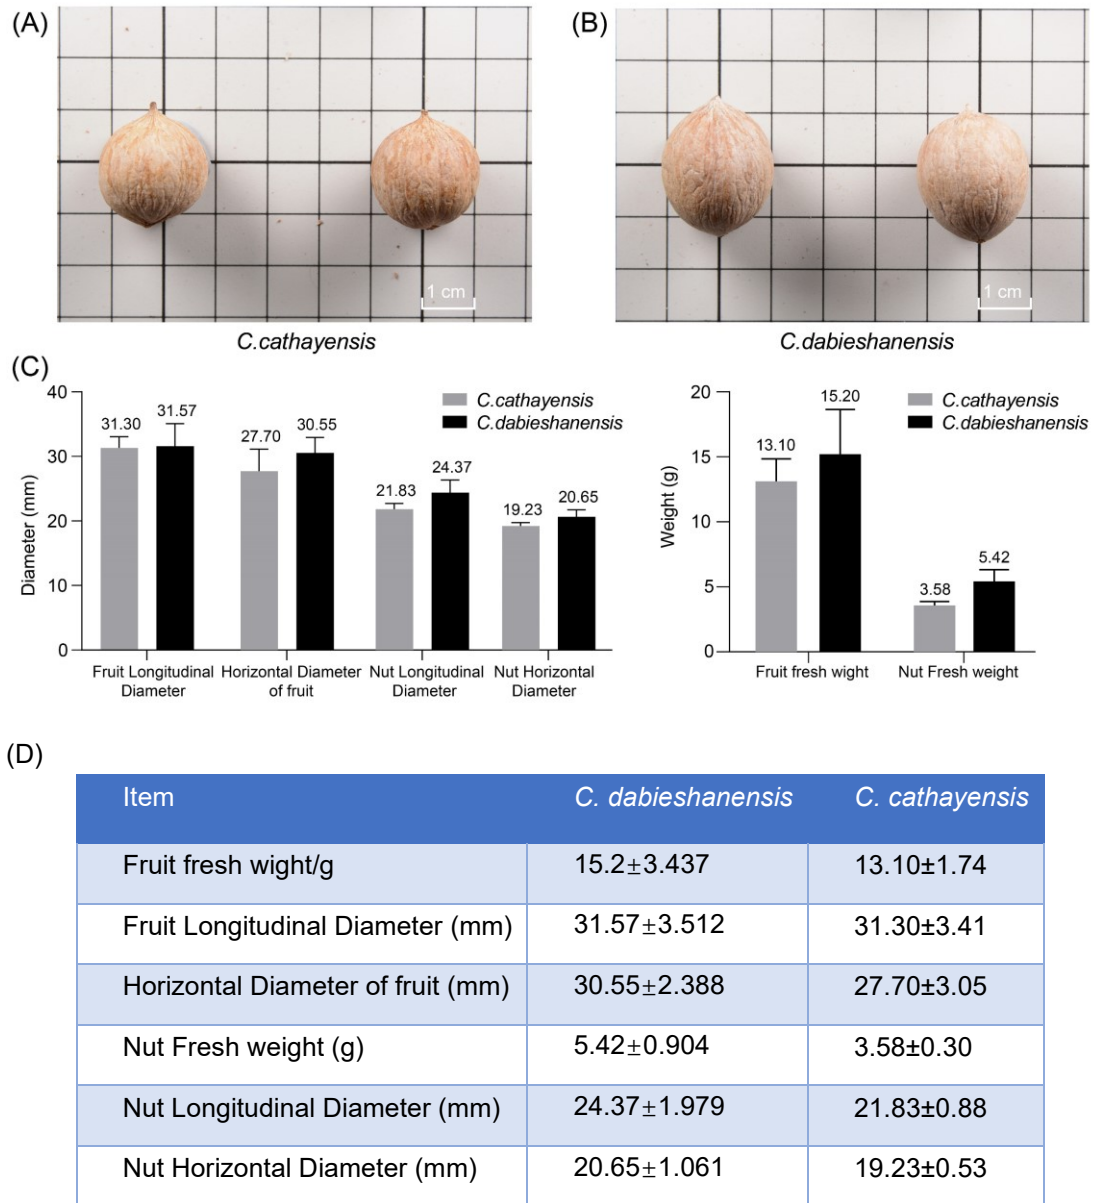 (A)
(B)
1 cm
1 cm
C.cathayensis
C.dabieshanensis
(C)
40
30
20
10
0
Diameter (mm)
31.30
31.57
27.70
30.55
21.83
24.37
19.23
20.65
C.cathayensis
C.dabieshanensis
Fruit Longitudinal
Diameter
Horizontal Diameter
of fruit
Nut Longitudinal
Diameter
Nut Horizontal
Diameter
20
15
10
5
0
Weight (g)
13.10
15.20
3.58
5.42
C.cathayensis
C.dabieshanensis
Fruit fresh wight
Nut Fresh weight
(D)
Item C. dabieshanensis C. cathayensis
Fruit fresh wight/g 15.2±3.437 13.10±1.74
Fruit Longitudinal Diameter (mm) 31.57±3.512 31.30±3.41
Horizontal Diameter of fruit (mm) 30.55±2.388 27.70±3.05
Nut Fresh weight (g) 5.42±0.904 3.58±0.30
Nut Longitudinal Diameter (mm) 24.37±1.979 21.83±0.88
Nut Horizontal Diameter (mm) 20.65±1.061 19.23±0.53